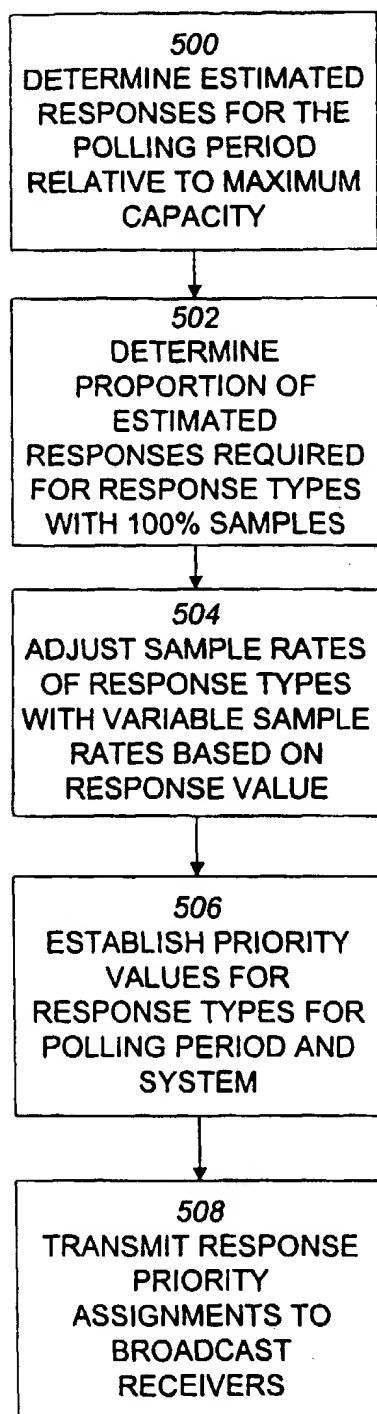 500
DETERMINE ESTIMATED
RESPONSES FOR THE
POLLING PERIOD
RELATIVE TO MAXIMUM
CAPACITY
502
DETERMINE
PROPORTION OF
ESTIMATED
RESPONSES REQUIRED
FOR RESPONSE TYPES
WITH 100% SAMPLES
504
ADJUST SAMPLE RATES
OF RESPONSE TYPES
WITH VARIABLE SAMPLE
RATES BASED ON
RESPONSE VALUE
506
ESTABLISH PRIORITY
VALUES FOR
RESPONSE TYPES FOR
POLLING PERIOD AND
SYSTEM
508
TRANSMIT RESPONSE
PRIORITY
ASSIGNMENTS TO
BROADCAST
RECEIVERS